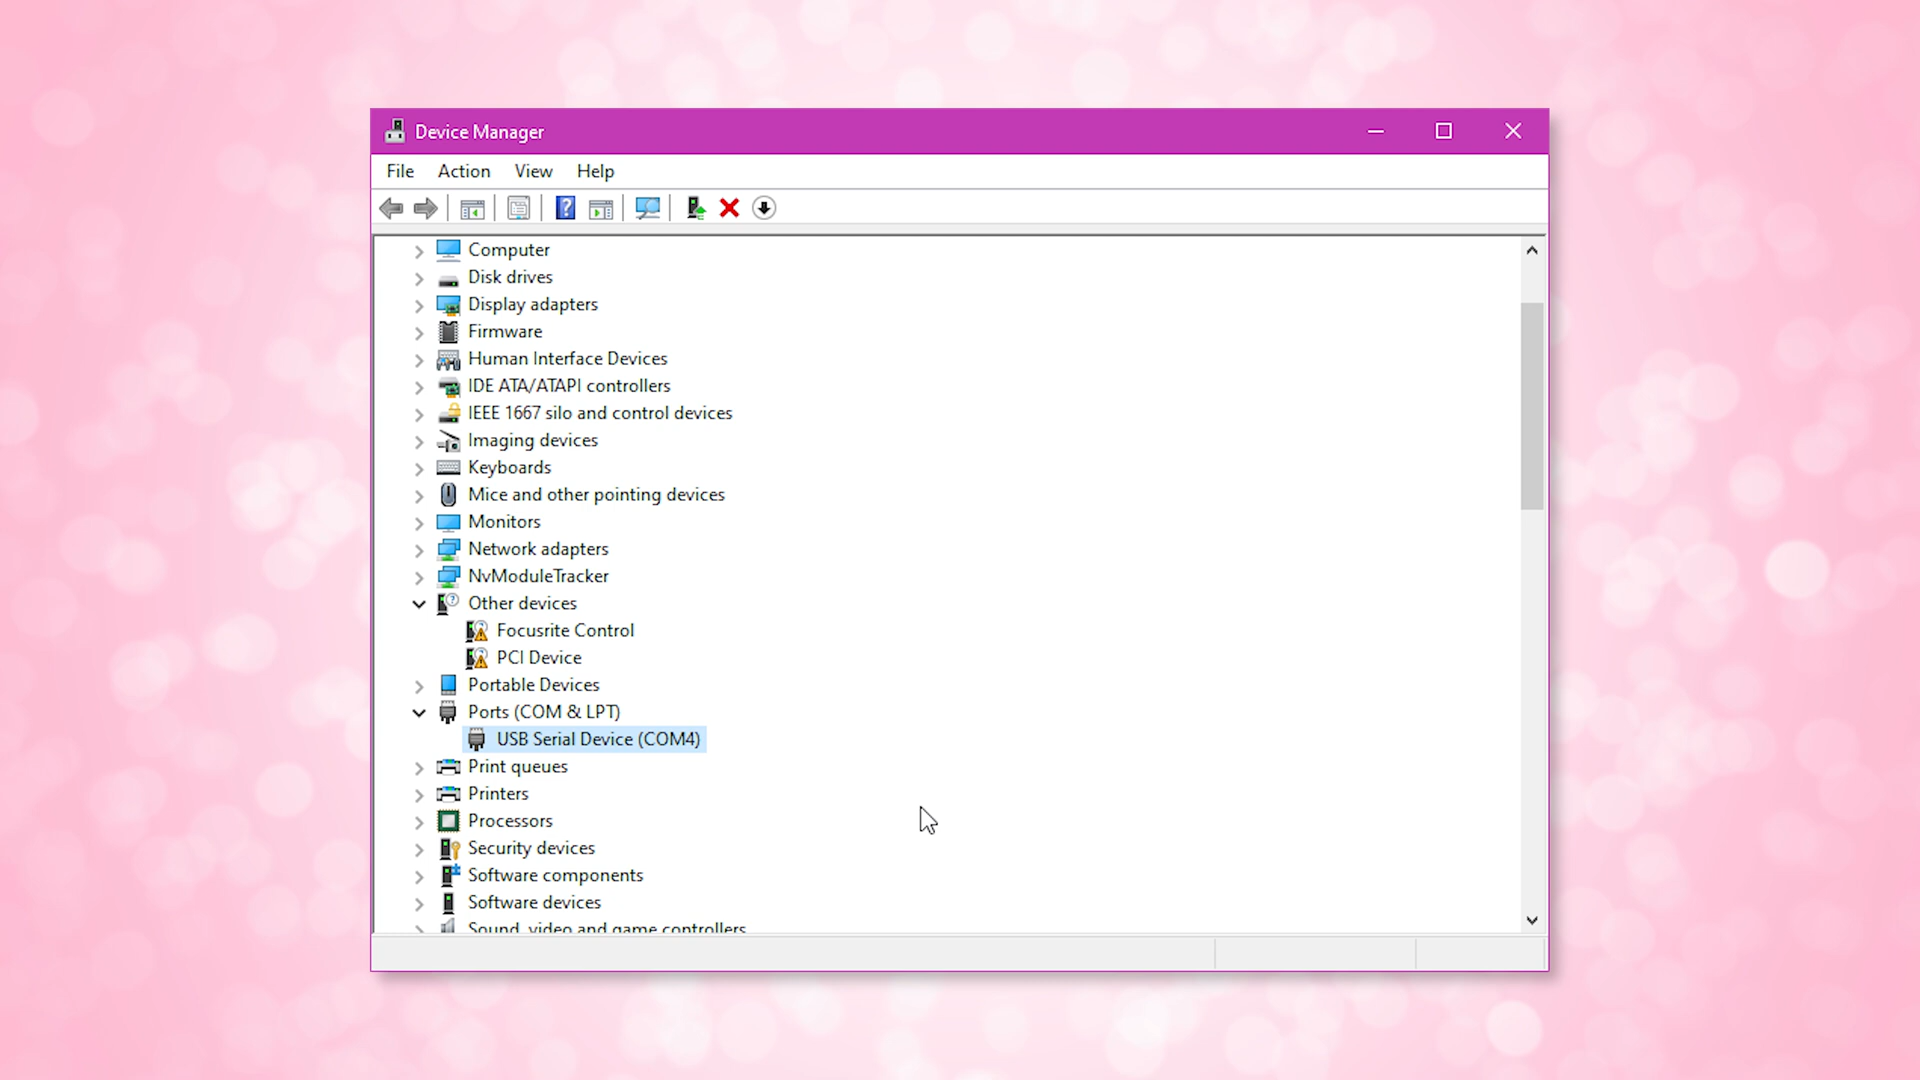 Device Manager
File Action View Help
Computer
Disk drives
Display adapters
Firmware
Human Interface Devices
IDE ATA/ATAPI controllers
IEEE 1667 silo and control devices
Imaging devices
Keyboards
Mice and other pointing devices
Monitors
Network adapters
NvModuleTracker
Other devices
Focusrite Control
PCI Device
Portable Devices
Ports (COM & LPT)
USB Serial Device (COM4)
Print queues
Printers
Processors
Security devices
Software components
Software devices
Sound, video and game controllers